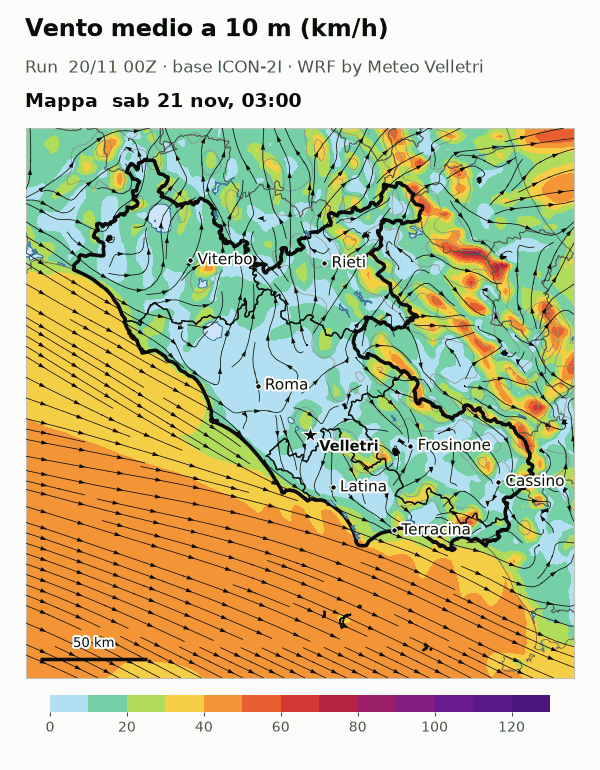 Vento medio a 10 m (km/h)
Run  20/11 00Z · base ICON-2I · WRF by Meteo Velletri
Mappa  sab 21 nov, 03:00
Viterbo
Rieti
Roma
Velletri
Frosinone
Latina
Cassino
Terracina
50 km
0 20 40 60 80 100 120